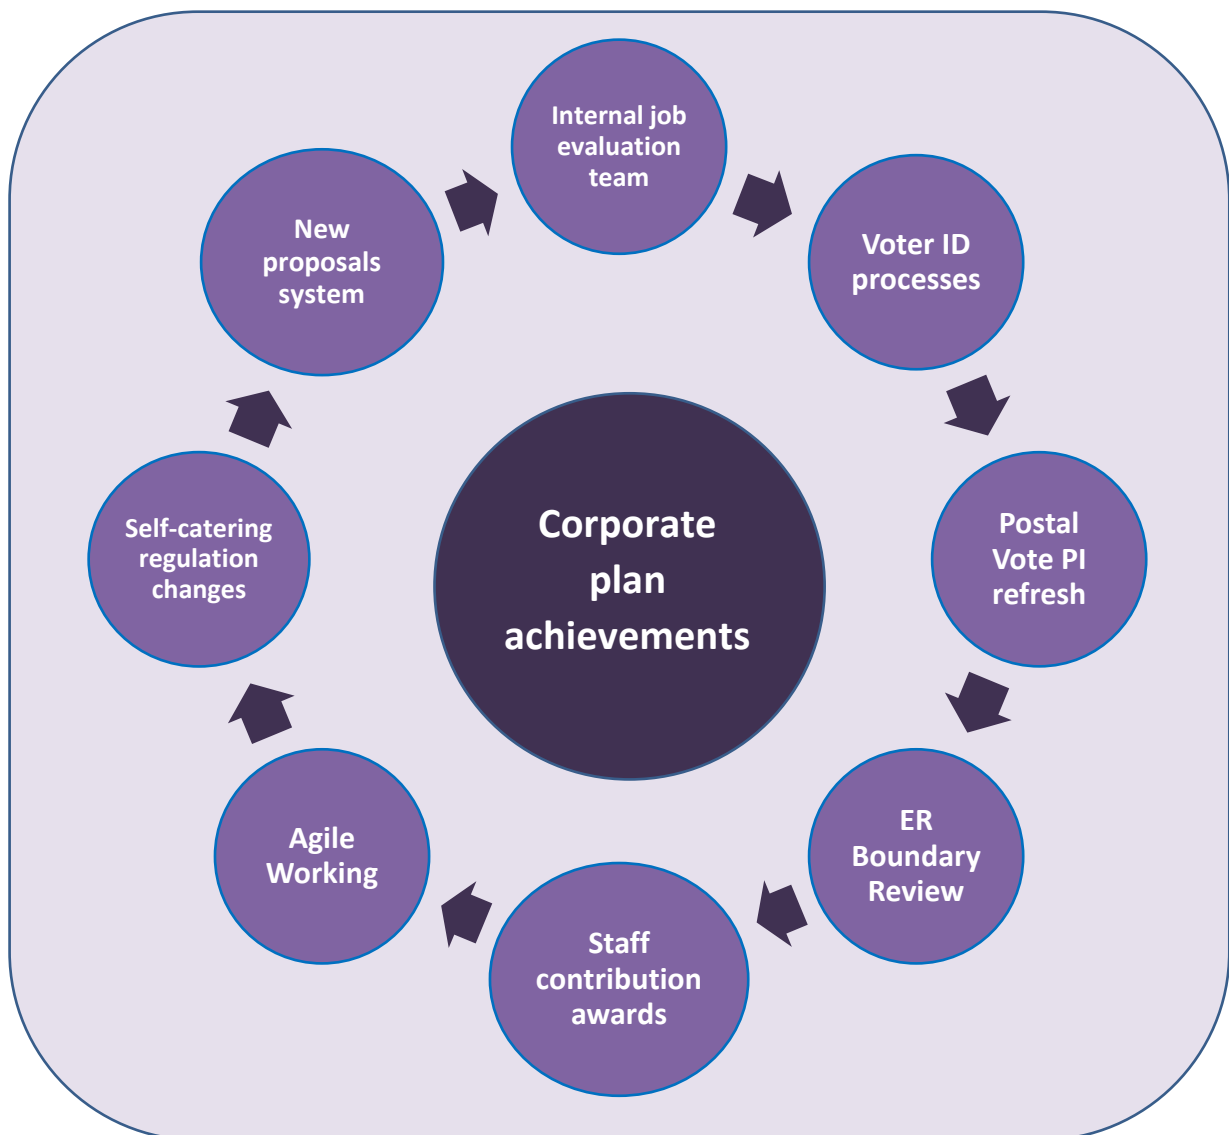 Internal job
evaluation
team
Voter ID
processes
Postal
Vote PI
refresh
ER
Boundary
Review
Staff
contribution
awards
Agile
Working
Self-catering
regulation
changes
New
proposals
system
Corporate
plan
achievements